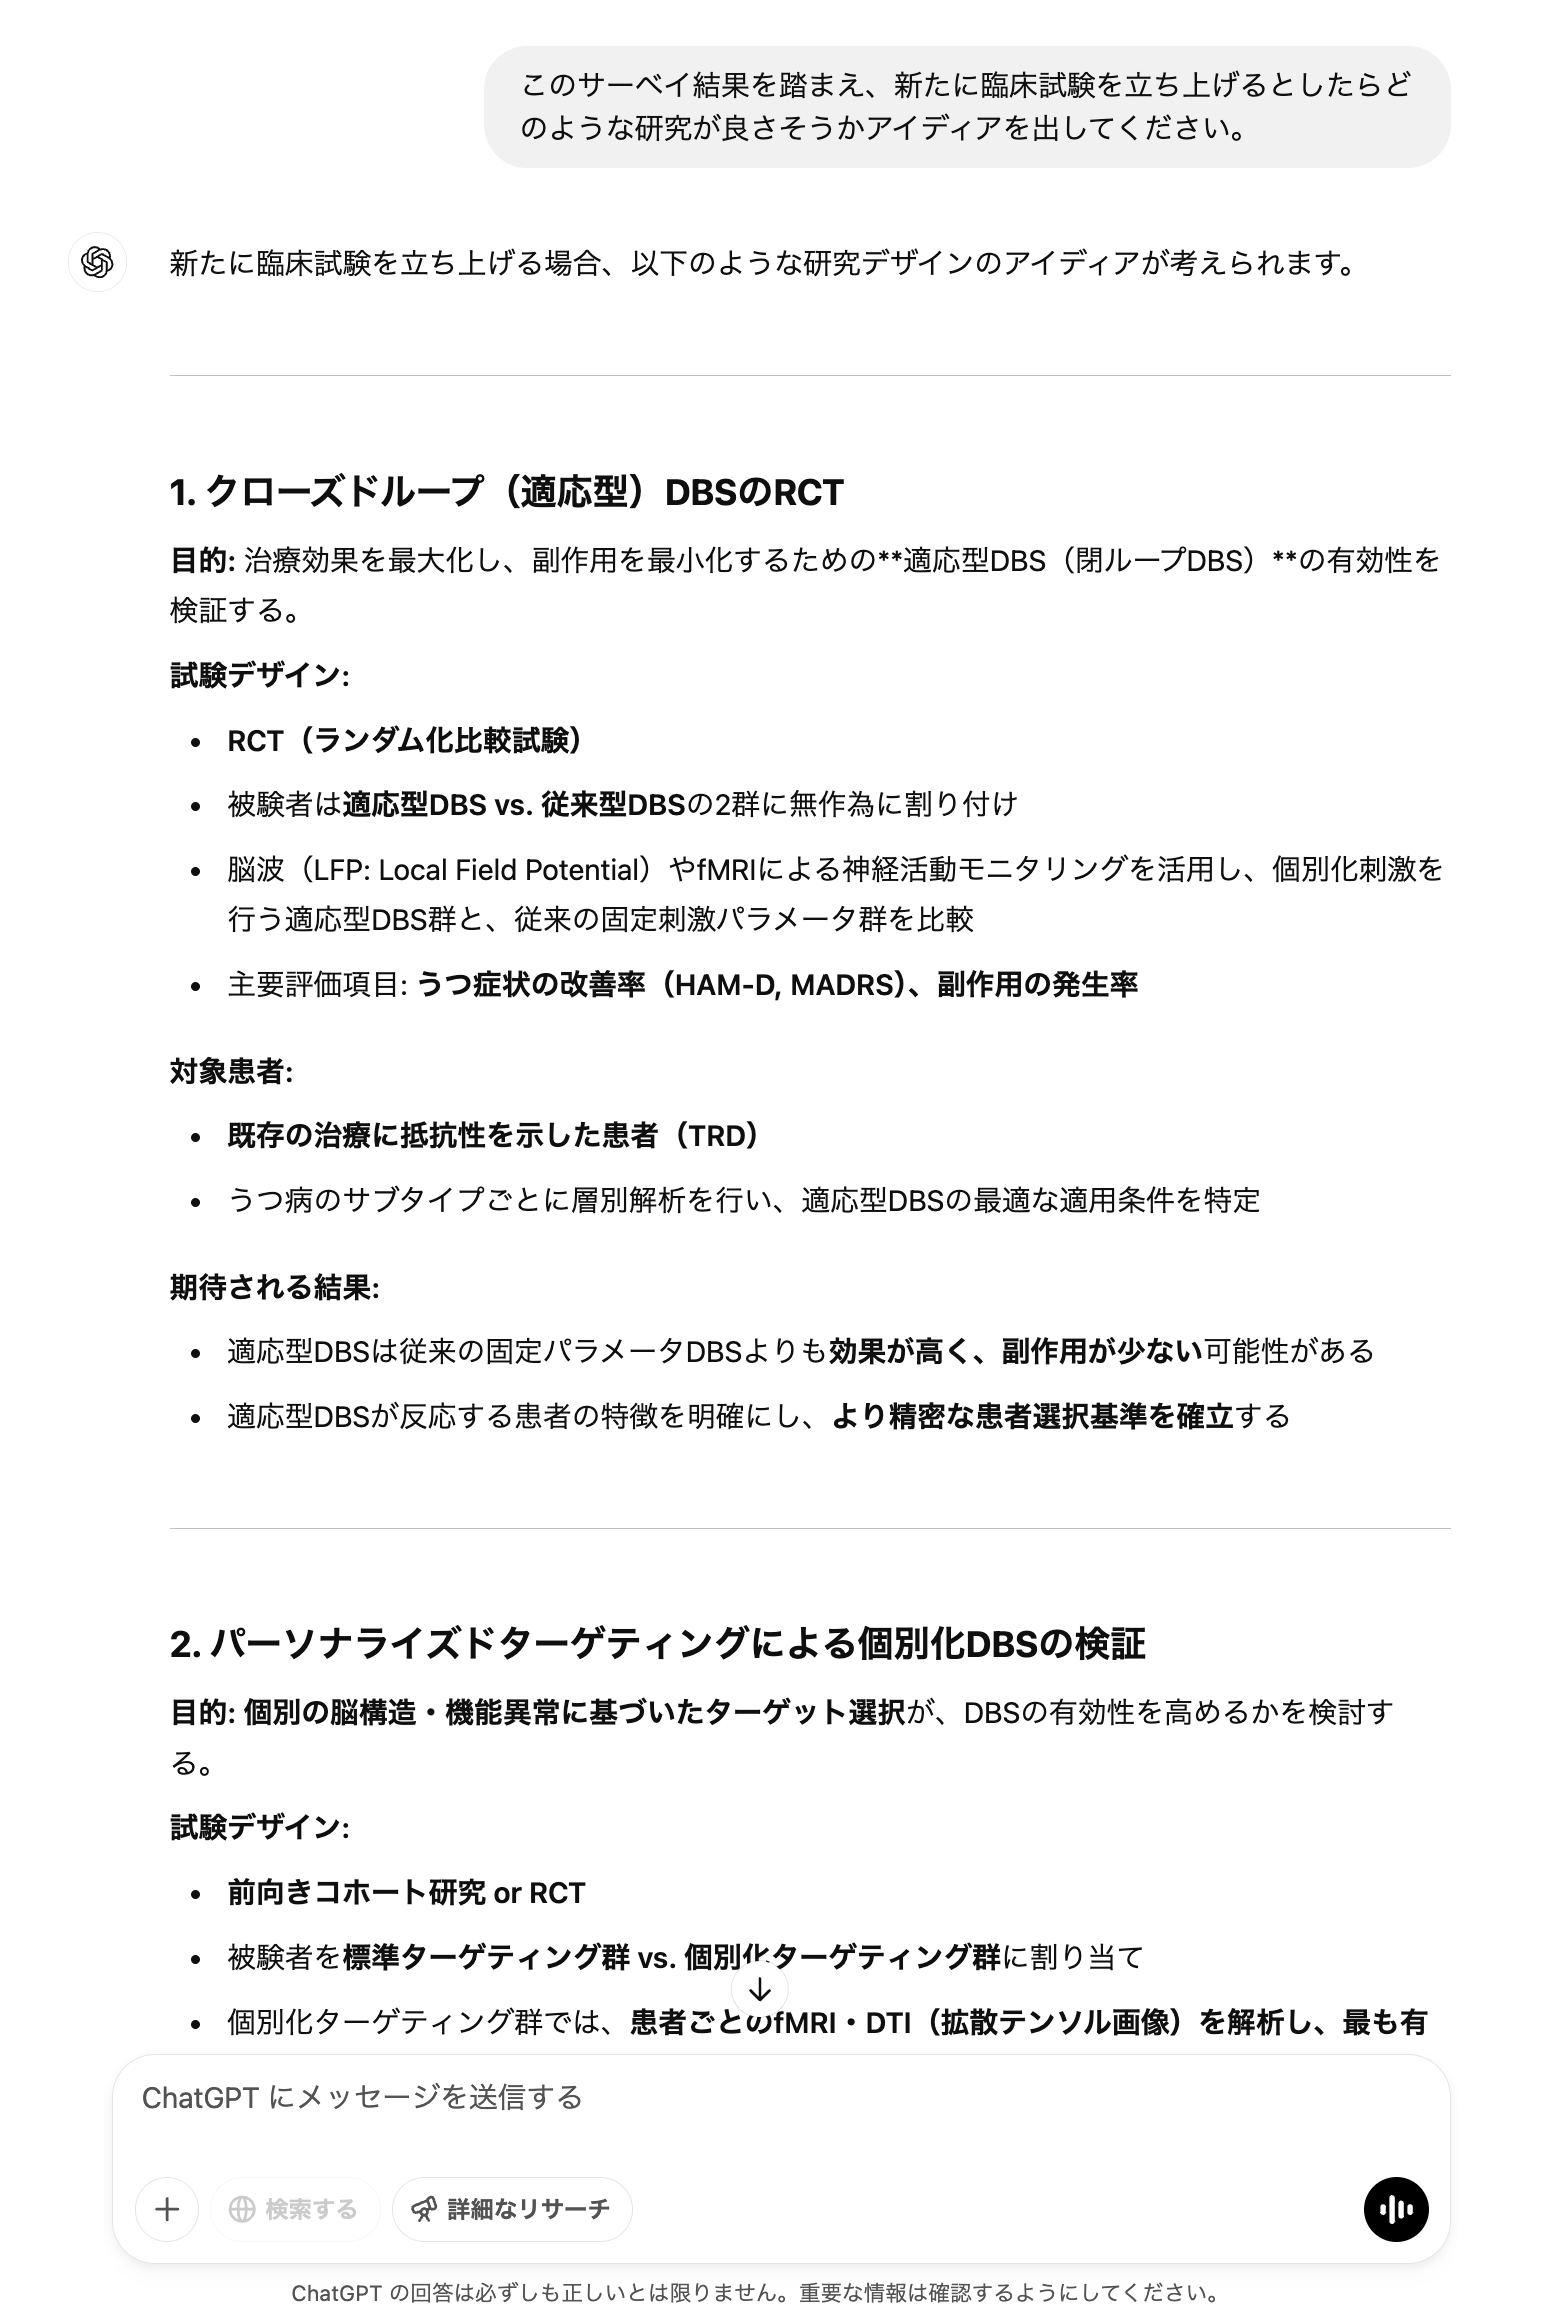 このサーベイ結果を踏まえ、新たに臨床試験を立ち上げるとしたらど
のような研究が良さそうかアイディアを出してください。
新たに臨床試験を立ち上げる場合、以下のような研究デザインのアイディアが考えられます。
1. クローズドループ（適応型）DBSのRCT
目的: 治療効果を最大化し、副作用を最小化するための**適応型DBS（閉ループDBS）**の有効性を
検証する。
試験デザイン:
• RCT（ランダム化比較試験）
• 被験者は適応型DBS vs. 従来型DBSの2群に無作為に割り付け
• 脳波（LFP: Local Field Potential）やfMRIによる神経活動モニタリングを活用し、個別化刺激を
行う適応型DBS群と、従来の固定刺激パラメータ群を比較
• 主要評価項目: うつ症状の改善率（HAM-D, MADRS）、副作用の発生率
対象患者:
• 既存の治療に抵抗性を示した患者（TRD）
• うつ病のサブタイプごとに層別解析を行い、適応型DBSの最適な適用条件を特定
期待される結果:
• 適応型DBSは従来の固定パラメータDBSよりも効果が高く、副作用が少ない可能性がある
• 適応型DBSが反応する患者の特徴を明確にし、より精密な患者選択基準を確立する
2. パーソナライズドターゲティングによる個別化DBSの検証
目的: 個別の脳構造・機能異常に基づいたターゲット選択が、DBSの有効性を高めるかを検討す
る。
試験デザイン:
• 前向きコホート研究 or RCT
• 被験者を標準ターゲティング群 vs. 個別化ターゲティング群に割り当て
• 個別化ターゲティング群では、患者ごとのfMRI・DTI（拡散テンソル画像）を解析し、最も有
ChatGPT にメッセージを送信する
検索する
詳細なリサーチ
ChatGPT の回答は必ずしも正しいとは限りません。重要な情報は確認するようにしてください。